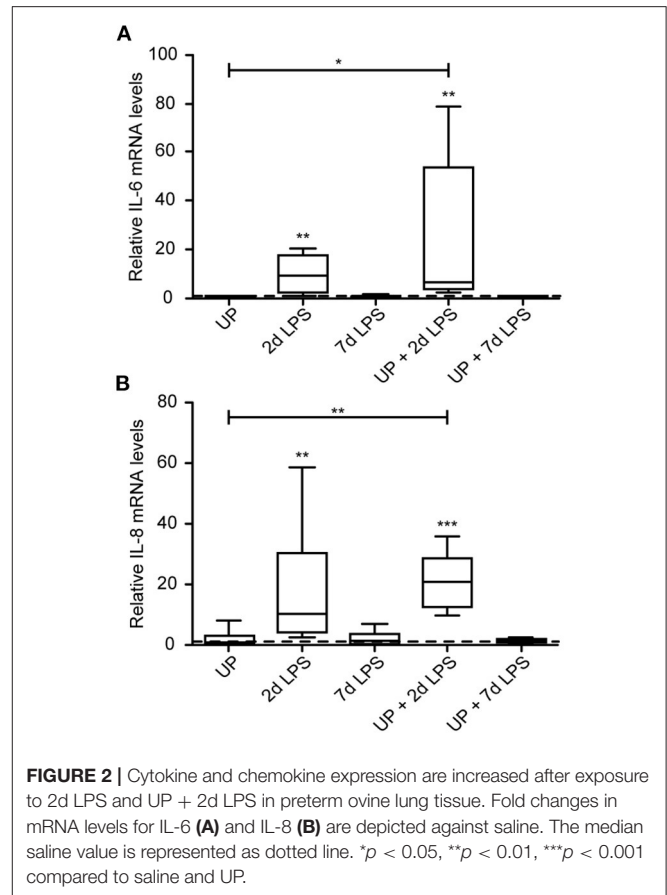 A
Relative IL-6 mRNA levels
100
80
60
40
20
0
*
**
**
UP
2d LPS
7d LPS
UP + 2d LPS
UP + 7d LPS
B
Relative IL-8 mRNA levels
80
60
40
20
0
**
**
***
UP
2d LPS
7d LPS
UP + 2d LPS
UP + 7d LPS
FIGURE 2 | Cytokine and chemokine expression are increased after exposure
to 2d LPS and UP + 2d LPS in preterm ovine lung tissue. Fold changes in
mRNA levels for IL-6 (A) and IL-8 (B) are depicted against saline. The median
saline value is represented as dotted line. *p < 0.05, **p < 0.01, ***p < 0.001
compared to saline and UP.